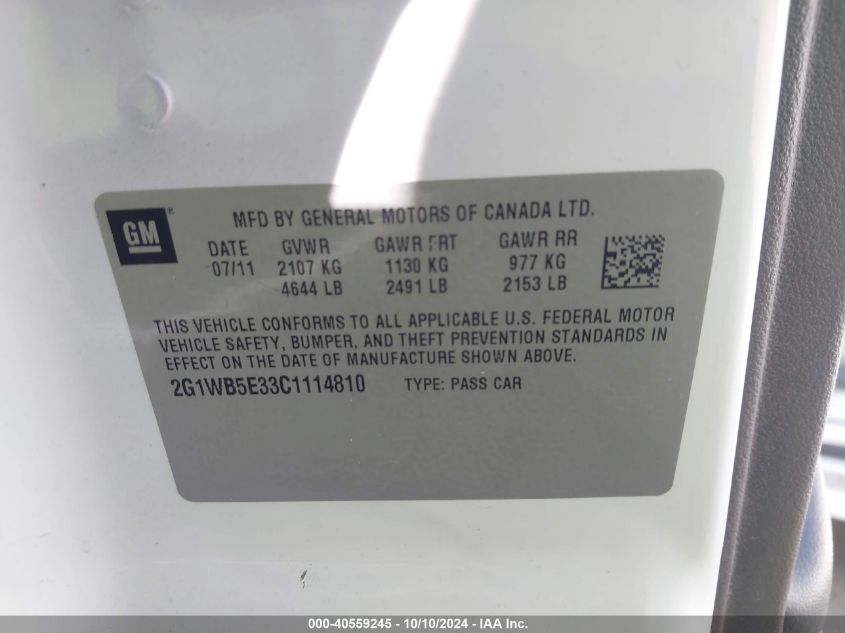 GM®
MFD BY GENERAL MOTORS OF CANADA LTD.
DATE GVWR GAWR FRT GAWR RR
07/11 2107 KG 1130 KG 977 KG
4644 LB 2491 LB 2153 LB
THIS VEHICLE CONFORMS TO ALL APPLICABLE U.S. FEDERAL MOTOR
VEHICLE SAFETY, BUMPER, AND THEFT PREVENTION STANDARDS IN
EFFECT ON THE DATE OF MANUFACTURE SHOWN ABOVE.
2G1WB5E33C1114810 TYPE: PASS CAR
000-40559245 - 10/10/2024 - IAA Inc.